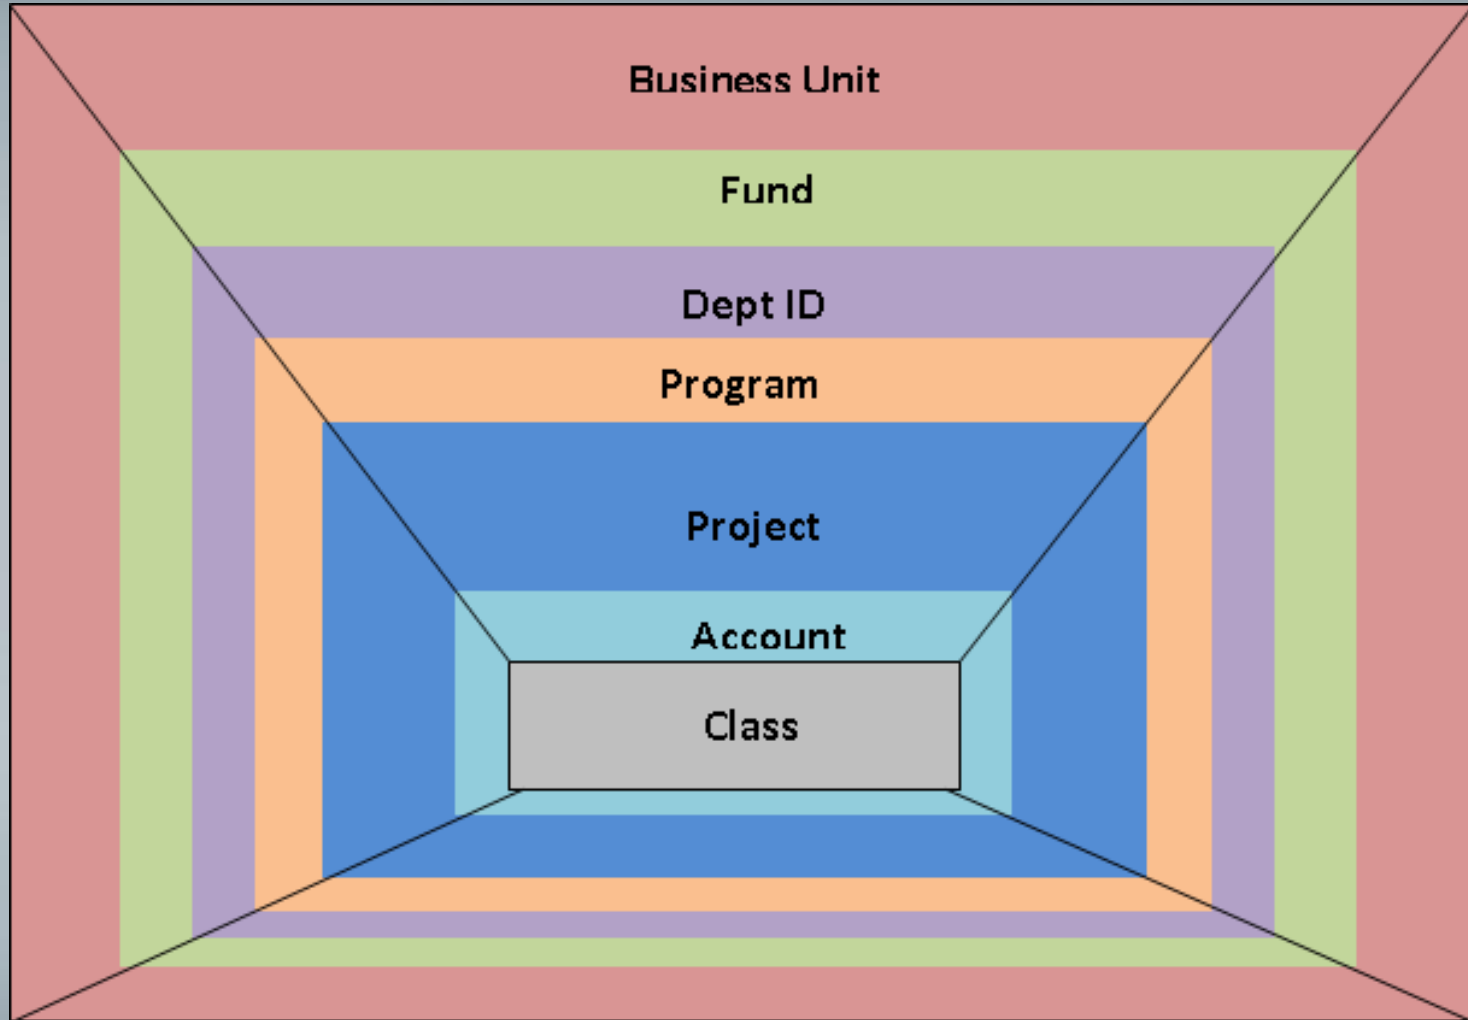 Business Unit
Fund
Dept ID
Program
Project
Account
Class